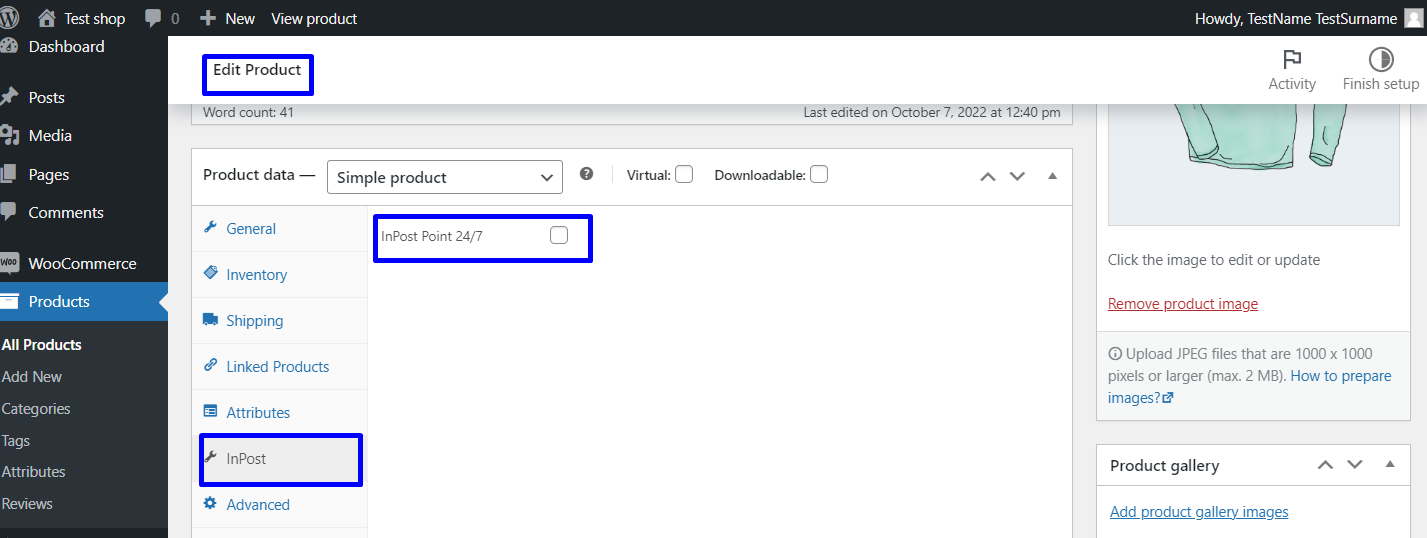 Test shop 0 New View product Howdy, TestName TestSurname
Dashboard
Posts
Media
Pages
Comments
WOO WooCommerce
Products
All Products
Add New
Categories
Tags
Attributes
Reviews
Edit Product
Activity Finish setup
Word count: 41 Last edited on October 7, 2022 at 12:40 pm
Product data — Simple product ? Virtual: Downloadable:
General
Inventory
Shipping
Linked Products
Attributes
InPost
Advanced
InPost Point 24/7
Click the image to edit or update
Remove product image
Upload JPEG files that are 1000 x 1000
pixels or larger (max. 2 MB). How to prepare
images?
Product gallery
Add product gallery images